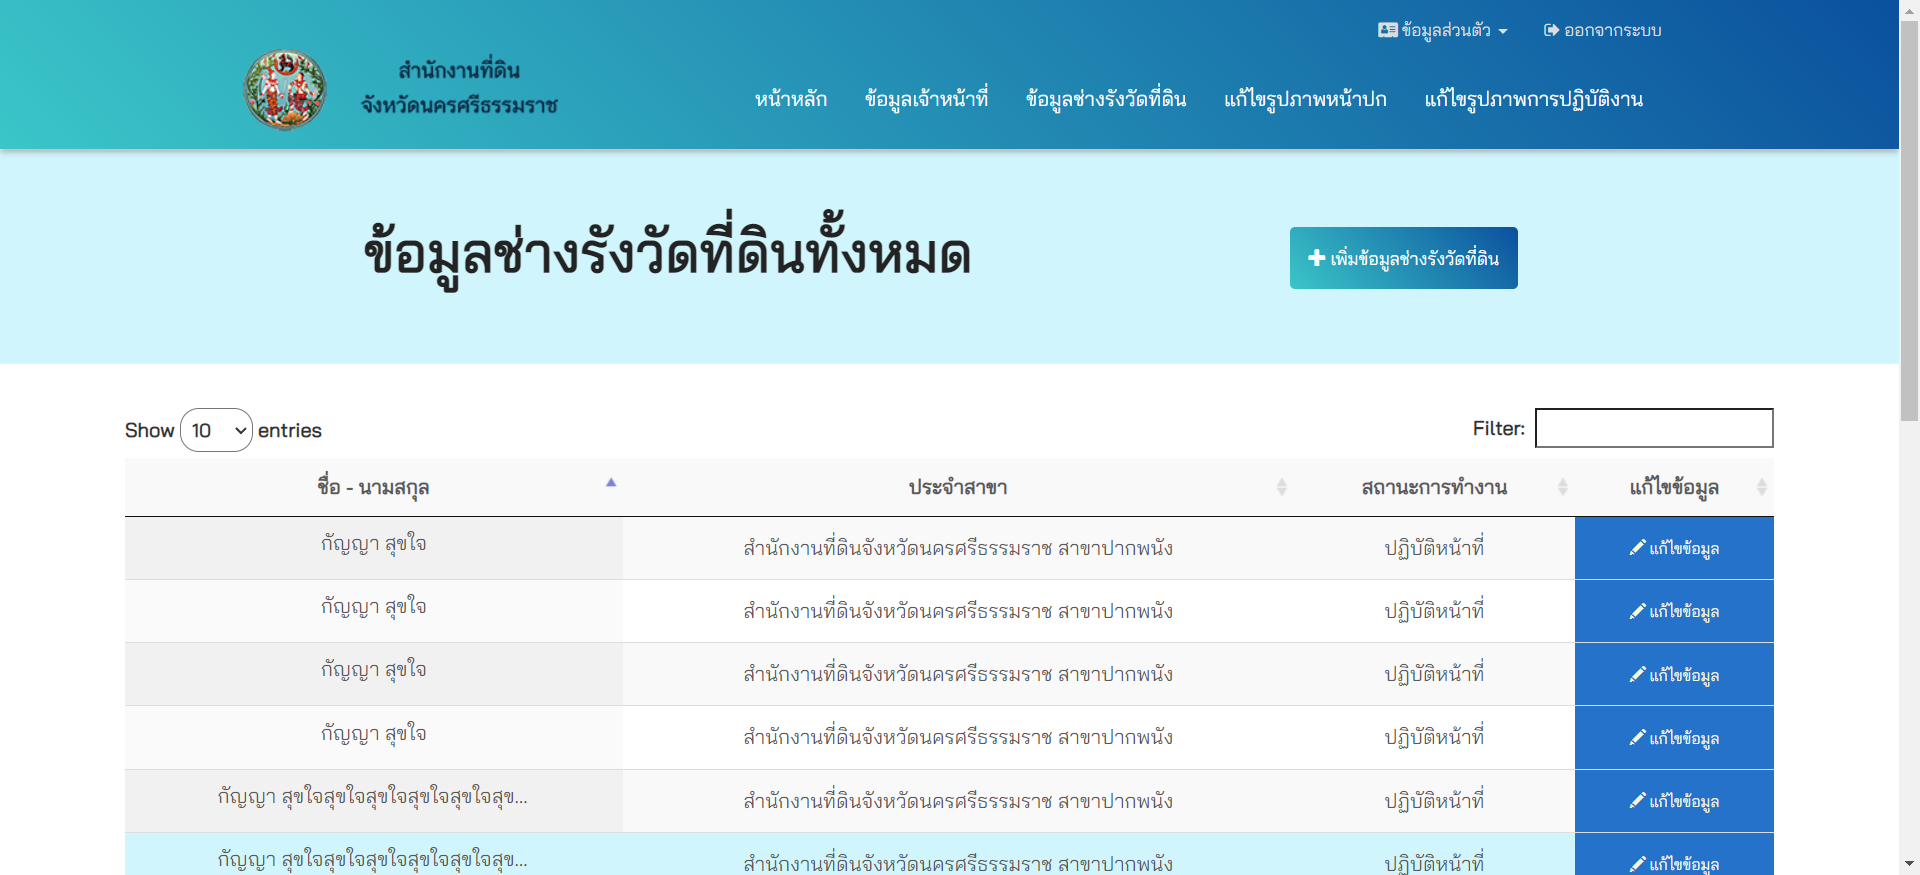 ข้อมูลส่วนตัว ออกจากระบบ
สำนักงานที่ดิน
จังหวัดนครศรีธรรมราช
หน้าหลัก ข้อมูลเจ้าหน้าที่ ข้อมูลช่างรังวัดที่ดิน แก้ไขรูปภาพหน้าปก แก้ไขรูปภาพการปฏิบัติงาน
ข้อมูลช่างรังวัดที่ดินทั้งหมด
เพิ่มข้อมูลช่างรังวัดที่ดิน
Show 10 entries Filter:
ชื่อ - นามสกุล ประจำสาขา สถานะการทำงาน แก้ไขข้อมูล
กัญญา สุขใจ สำนักงานที่ดินจังหวัดนครศรีธรรมราช สาขาปากพนัง ปฏิบัติหน้าที่ แก้ไขข้อมูล
กัญญา สุขใจ สำนักงานที่ดินจังหวัดนครศรีธรรมราช สาขาปากพนัง ปฏิบัติหน้าที่ แก้ไขข้อมูล
กัญญา สุขใจ สำนักงานที่ดินจังหวัดนครศรีธรรมราช สาขาปากพนัง ปฏิบัติหน้าที่ แก้ไขข้อมูล
กัญญา สุขใจ สำนักงานที่ดินจังหวัดนครศรีธรรมราช สาขาปากพนัง ปฏิบัติหน้าที่ แก้ไขข้อมูล
กัญญา สุขใจสุขใจสุขใจสุขใจสุขใจสุข... สำนักงานที่ดินจังหวัดนครศรีธรรมราช สาขาปากพนัง ปฏิบัติหน้าที่ แก้ไขข้อมูล
กัญญา สุขใจสุขใจสุขใจสุขใจสุขใจสุข... สำนักงานที่ดินจังหวัดนครศรีธรรมราช สาขาปากพนัง ปฏิบัติหน้าที่ แก้ไขข้อมูล